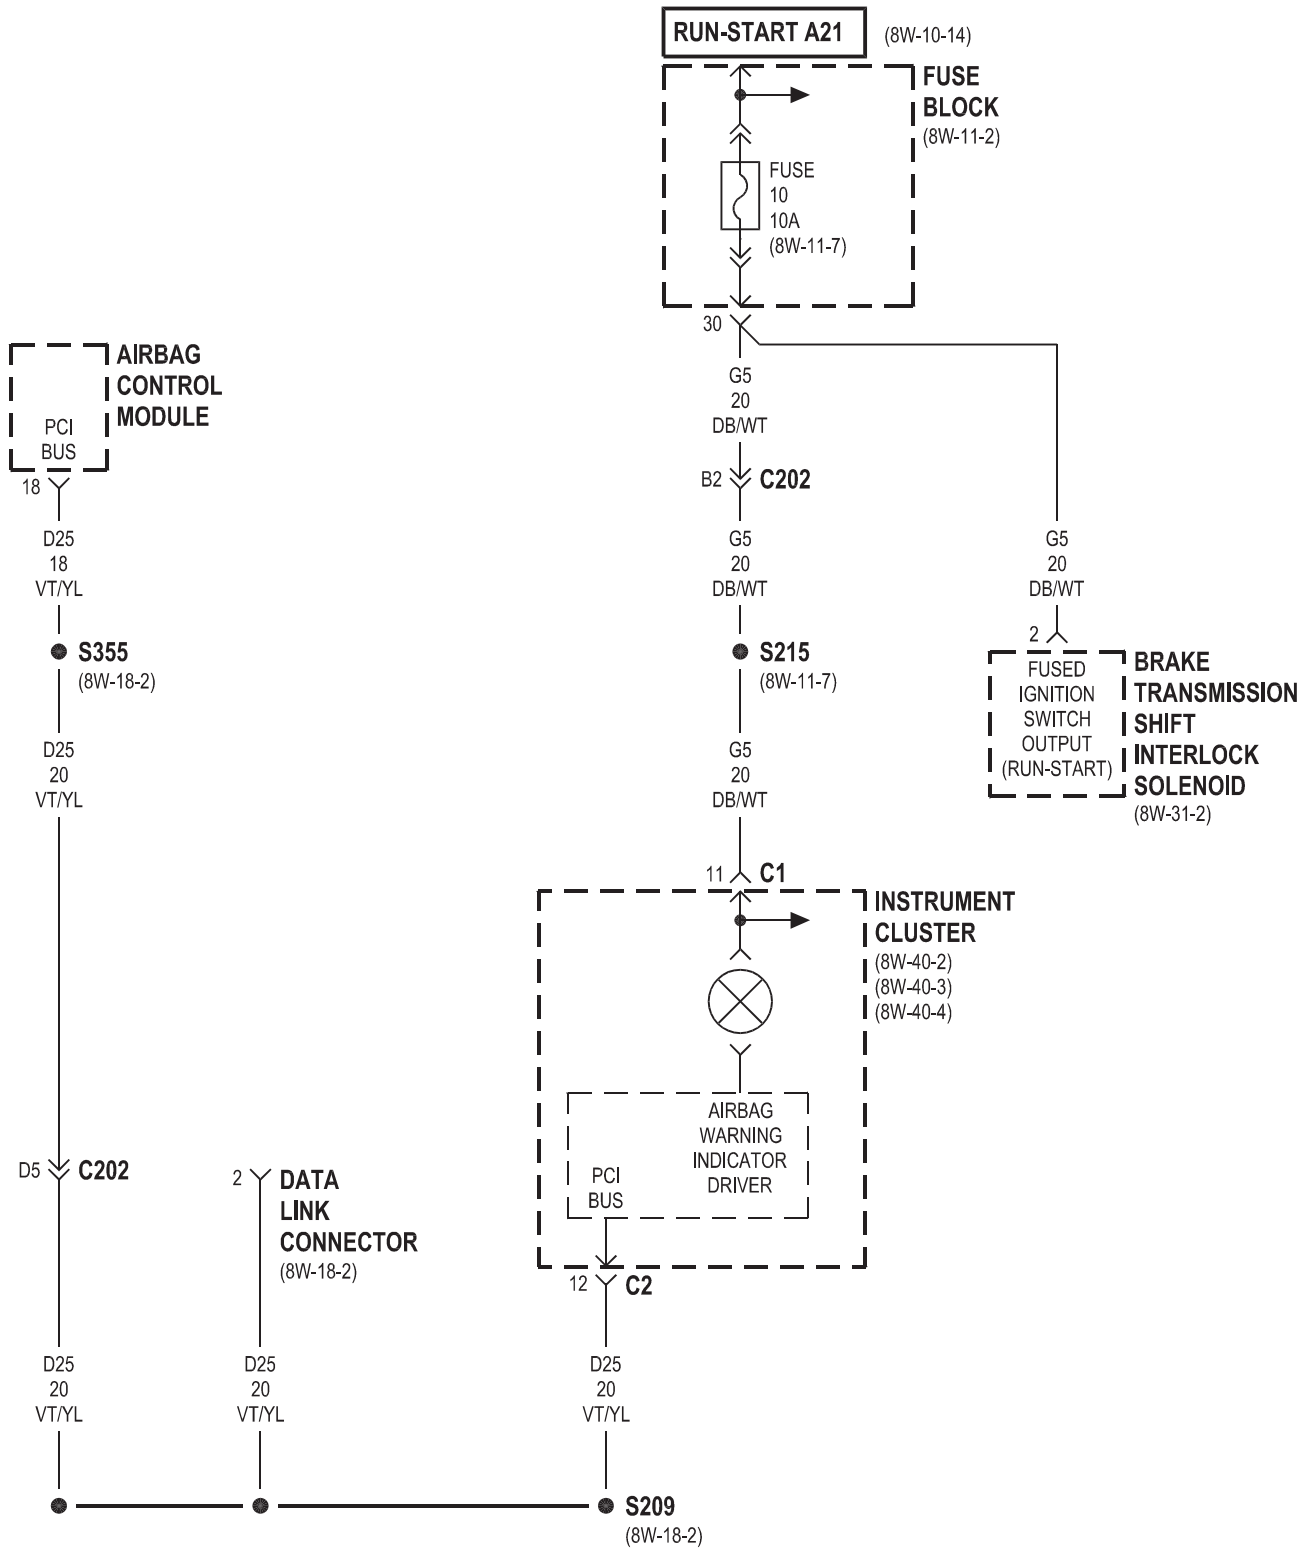 RUN-START A21
(8W-10-14)
FUSE
BLOCK
(8W-11-2)
FUSE
10
10A
(8W-11-7)
30
AIRBAG
CONTROL
MODULE
PCI
BUS
18
G5
20
DB/WT
B2
C202
D25
18
VT/YL
G5
20
DB/WT
G5
20
DB/WT
S355
(8W-18-2)
S215
(8W-11-7)
2
FUSED
IGNITION
SWITCH
OUTPUT
(RUN-START)
BRAKE
TRANSMISSION
SHIFT
INTERLOCK
SOLENOID
(8W-31-2)
D25
20
VT/YL
G5
20
DB/WT
11
C1
INSTRUMENT
CLUSTER
(8W-40-2)
(8W-40-3)
(8W-40-4)
AIRBAG
WARNING
INDICATOR
DRIVER
PCI
BUS
D5
C202
2
DATA
LINK
CONNECTOR
(8W-18-2)
12
C2
D25
20
VT/YL
D25
20
VT/YL
D25
20
VT/YL
S209
(8W-18-2)